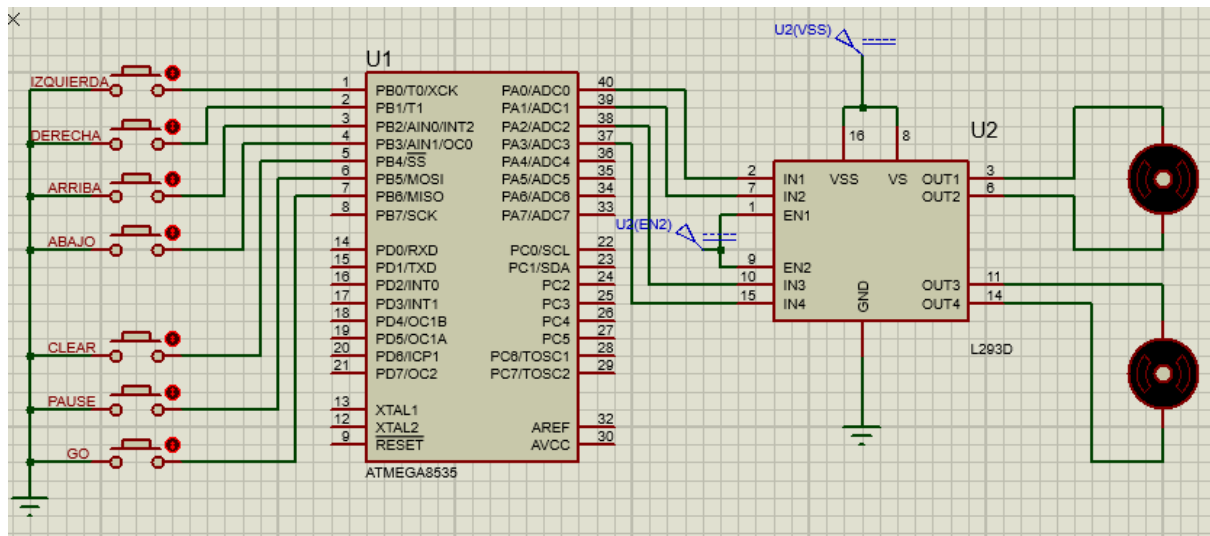 U2(VSS)
U1
IZQUIERDA
DERECHA
ARRIBA
ABAJO
CLEAR
PAUSE
GO
1 PB0/T0/XCK PA0/ADC0 40
2 PB1/T1 PA1/ADC1 39
3 PB2/AIN0/INT2 PA2/ADC2 38
4 PB3/AIN1/OC0 PA3/ADC3 37
5 PB4/SS PA4/ADC4 36
6 PB5/MOSI PA5/ADC5 35
7 PB6/MISO PA6/ADC6 34
8 PB7/SCK PA7/ADC7 33
14 PD0/RXD PC0/SCL 22
15 PD1/TXD PC1/SDA 23
16 PD2/INT0 PC2 24
17 PD3/INT1 PC3 25
18 PD4/OC1B PC4 26
19 PD5/OC1A PC5 27
20 PD6/ICP1 PC6/TOSC1 28
21 PD7/OC2 PC7/TOSC2 29
13 XTAL1
12 XTAL2 AREF 32
9 RESET AVCC 30
ATMEGA8535
U2(EN2)
U2
16 8
2 IN1 VSS VS OUT1 3
7 IN2 OUT2 6
1 EN1
9 EN2
10 IN3 OUT3 11
15 IN4 OUT4 14
GND
L293D